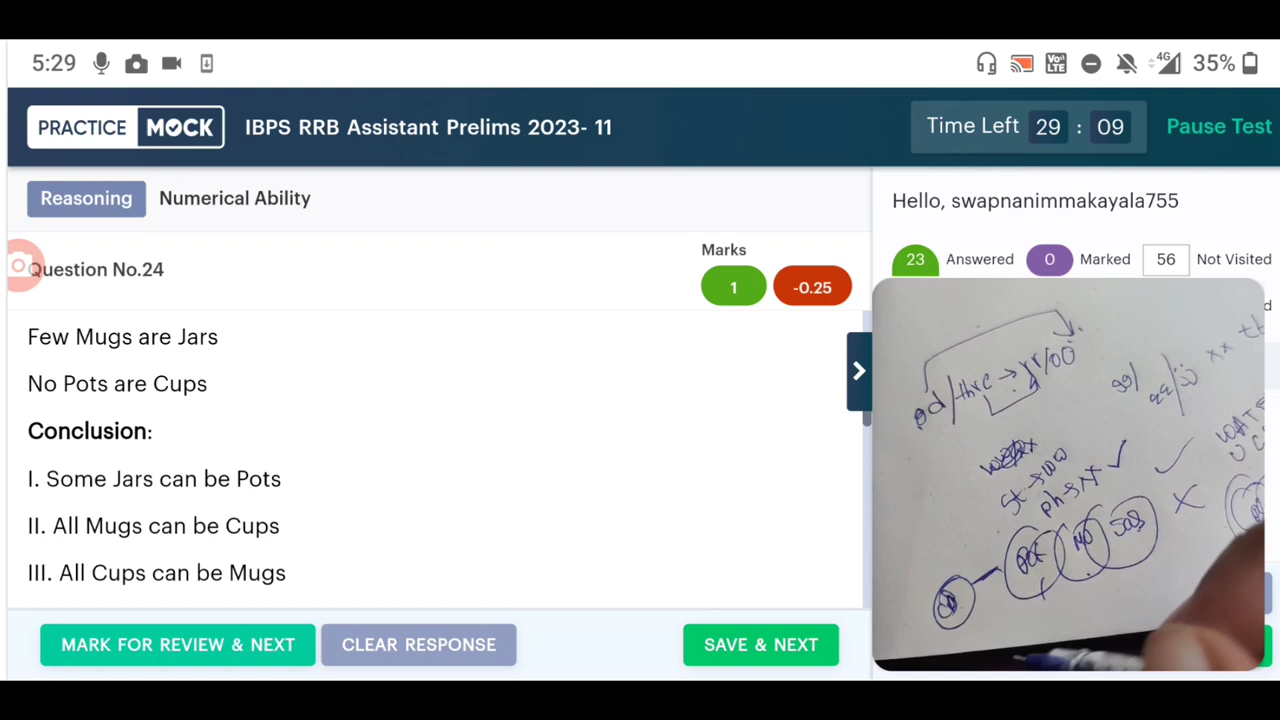 5:29
VoD LTE
4G
35%
PRACTICE MOCK
IBPS RRB Assistant Prelims 2023- 11
Time Left 29 : 09
Pause Test
Reasoning
Numerical Ability
Hello, swapnanimmakayala755
Question No.24
Marks
1
-0.25
23 Answered
0 Marked
56 Not Visited
Few Mugs are Jars
No Pots are Cups
Conclusion:
I. Some Jars can be Pots
II. All Mugs can be Cups
III. All Cups can be Mugs
MARK FOR REVIEW & NEXT
CLEAR RESPONSE
SAVE & NEXT